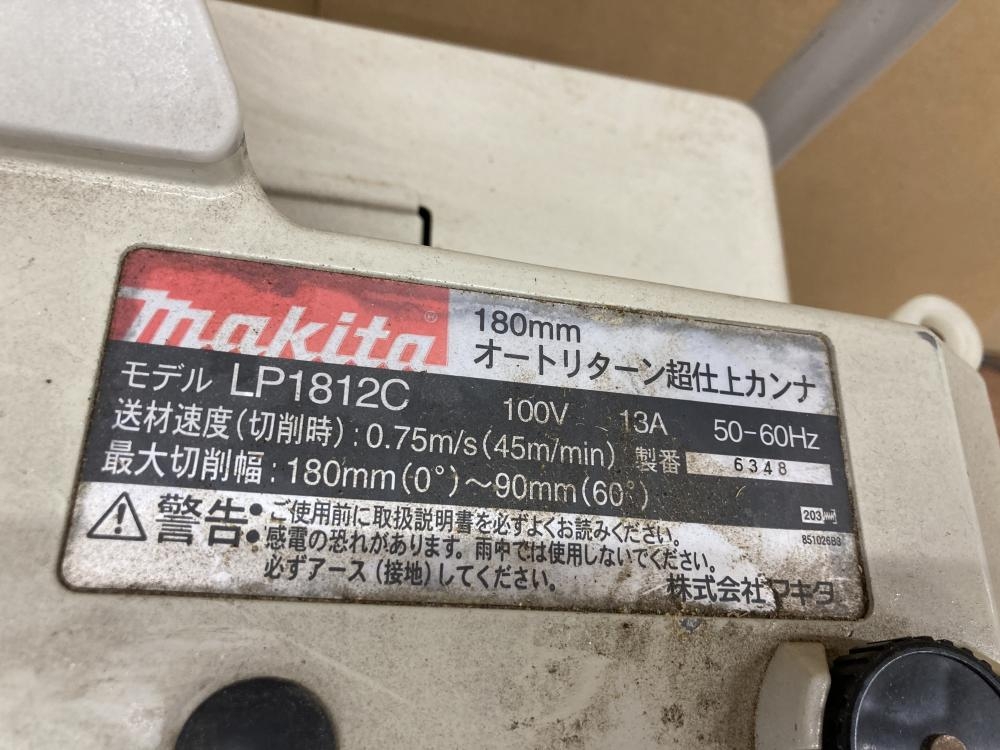 makita®
180mm
オートリターン超仕上カンナ
モデル LP1812C 100V 13A 50-60Hz
送材速度(切削時):0.75m/s(45m/min) 製番 6348
最大切削幅:180mm(0°)～90mm(60°)
203
851026B9
警告
•ご使用前に取扱説明書を必ずよくお読みください。
•感電の恐れがあります。雨中では使用しないでください。
必ずアース(接地)してください。
株式会社マキタ